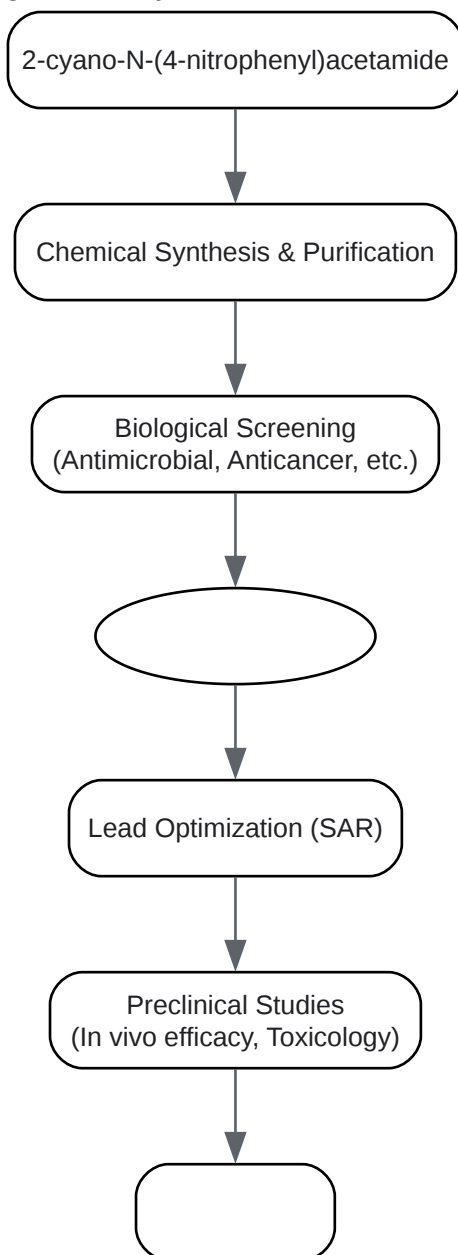 2-cyano-N-(4-nitrophenyl)acetamide
Chemical Synthesis & Purification
Biological Screening
(Antimicrobial, Anticancer, etc.)
Lead Optimization (SAR)
Preclinical Studies
(In vivo efficacy, Toxicology)